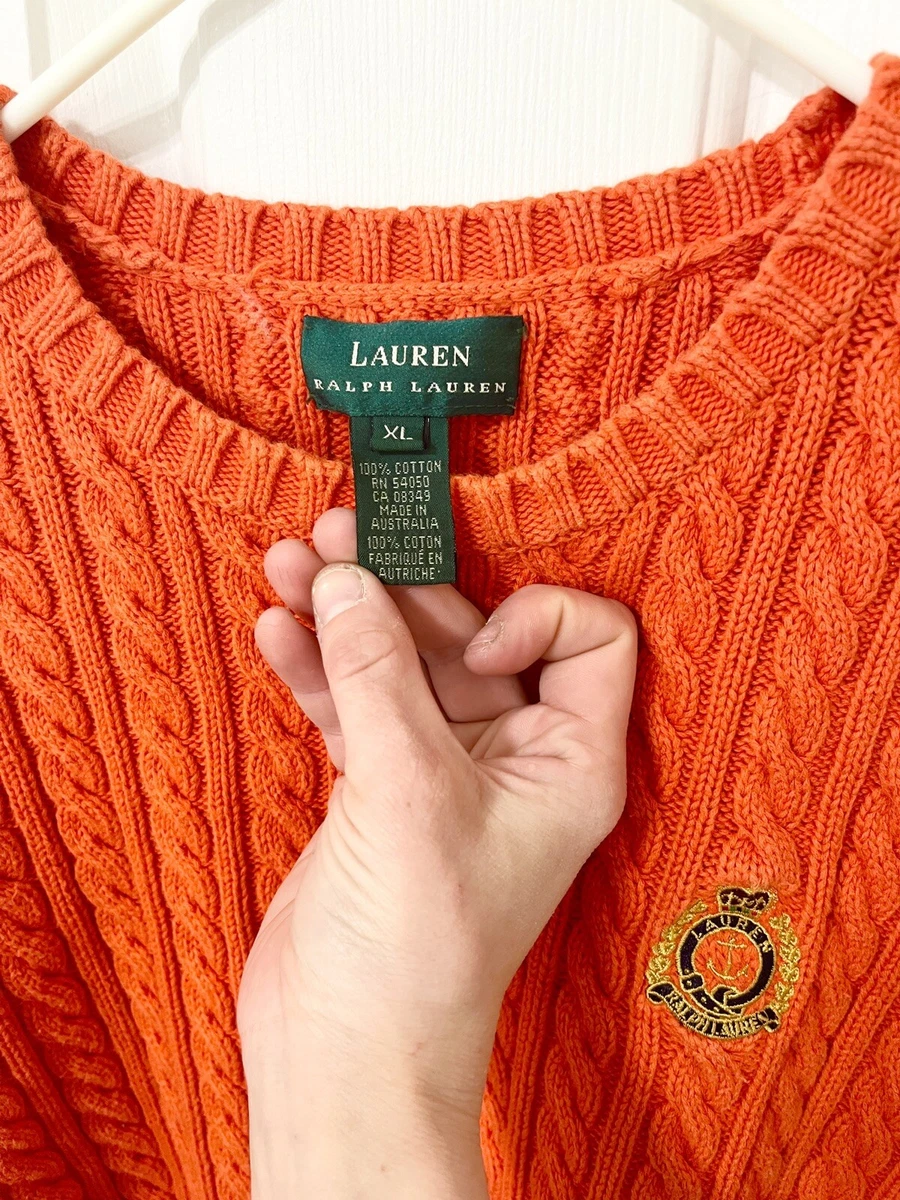 LAUREN
RALPH LAUREN
XL
100% COTTON
RN 54050
CA 08349
MADE IN
AUSTRALIA
100% COTON
FABRIQUÉ EN
AUTRICHE
LAUREN
RALPH LAUREN